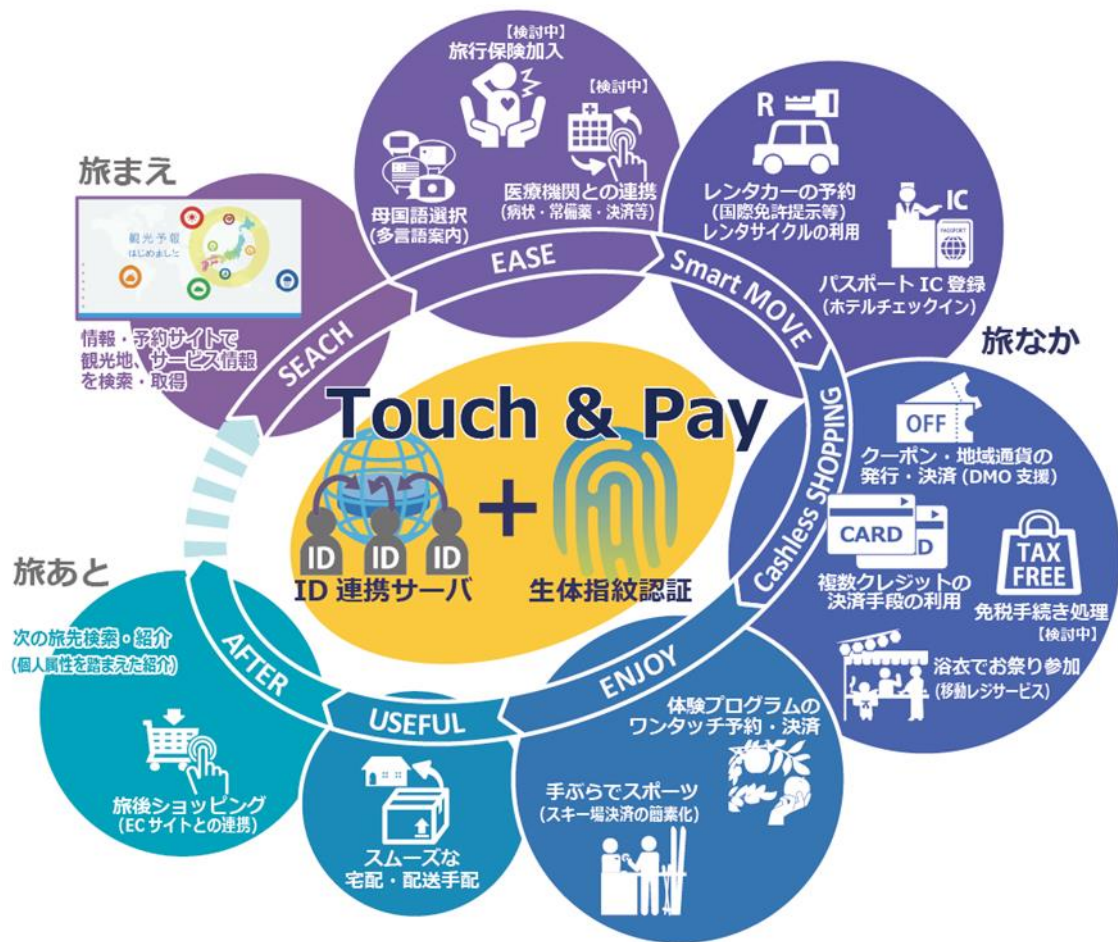 【検討中】
旅行保険加入
【検討中】
母国語選択
(多言語案内)
医療機関との連携
(病状・常備薬・決済等)
EASE
R
レンタカーの予約
(国際免許提示等)
レンタサイクルの利用
IC
PASSPORT
パスポート IC 登録
(ホテルチェックイン)
Smart MOVE
旅まえ
観光予報
はじめました
情報・予約サイトで
観光地、サービス情報
を検索・取得
SEACH
旅なか
OFF
クーポン・地域通貨の
発行・決済 (DMO 支援)
CARD
D
複数クレジットの
決済手段の利用
TAX
FREE
免税手続き処理
【検討中】
浴衣でお祭り参加
(移動レジサービス)
Cashless SHOPPING
Touch & Pay
ID
ID
ID
+
ID 連携サーバ
生体指紋認証
ENJOY
体験プログラムの
ワンタッチ予約・決済
手ぶらでスポーツ
(スキー場決済の簡素化)
USEFUL
スムーズな
宅配・配送手配
旅あと
AFTER
次の旅先検索・紹介
(個人属性を踏まえた紹介)
旅後ショッピング
(EC サイトとの連携)